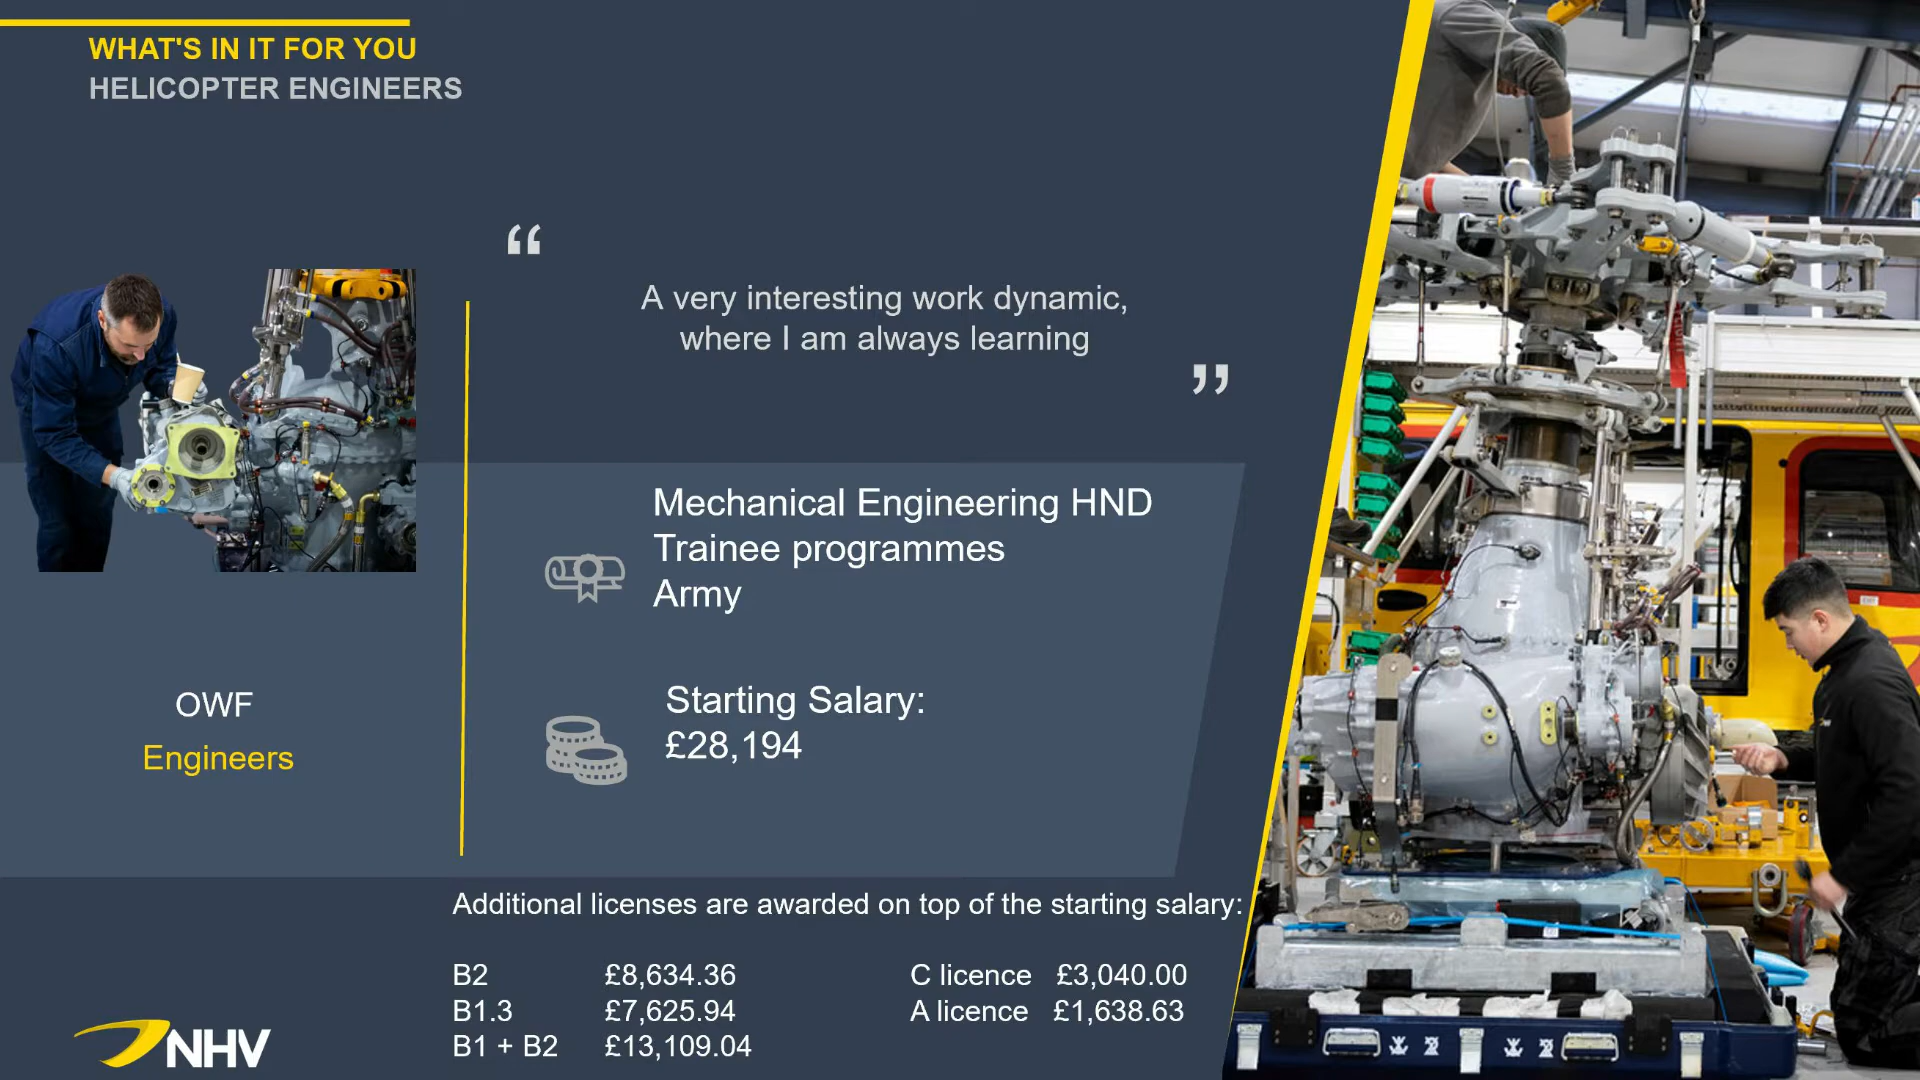 WHAT'S IN IT FOR YOU
HELICOPTER ENGINEERS
“
A very interesting work dynamic,
where I am always learning
”
Mechanical Engineering HND
Trainee programmes
Army
OWF
Engineers
Starting Salary:
£28,194
Additional licenses are awarded on top of the starting salary:
B2 £8,634.36 C licence £3,040.00
B1.3 £7,625.94 A licence £1,638.63
B1 + B2 £13,109.04
NHV